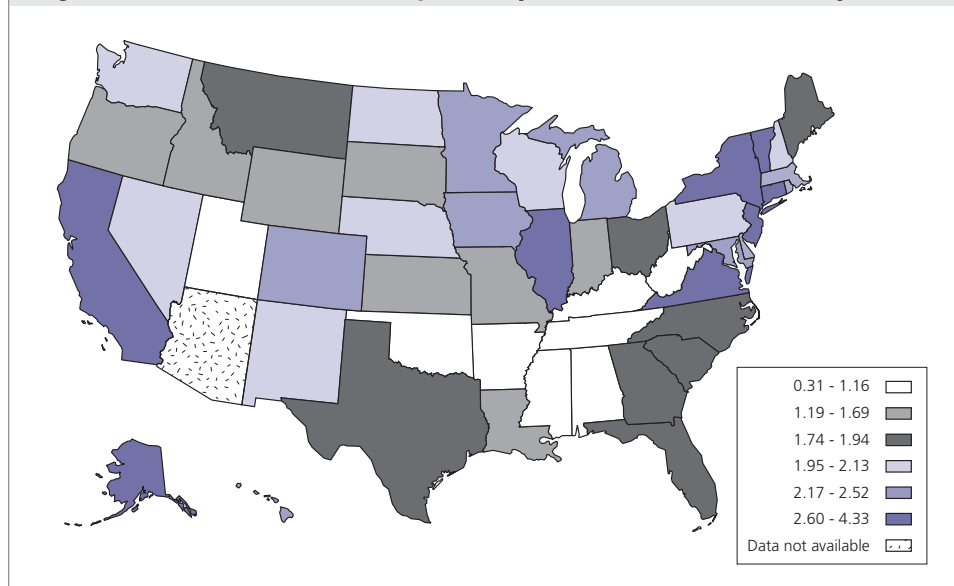 0.31 - 1.16
1.19 - 1.69
1.74 - 1.94
1.95 - 2.13
2.17 - 2.52
2.60 - 4.33
Data not available